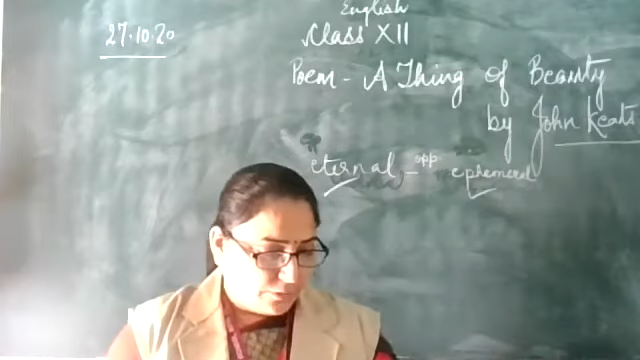 English
27.10.20
Class XII
Poem - A Thing of Beauty
by John Keats
eternal - opp ephemeral